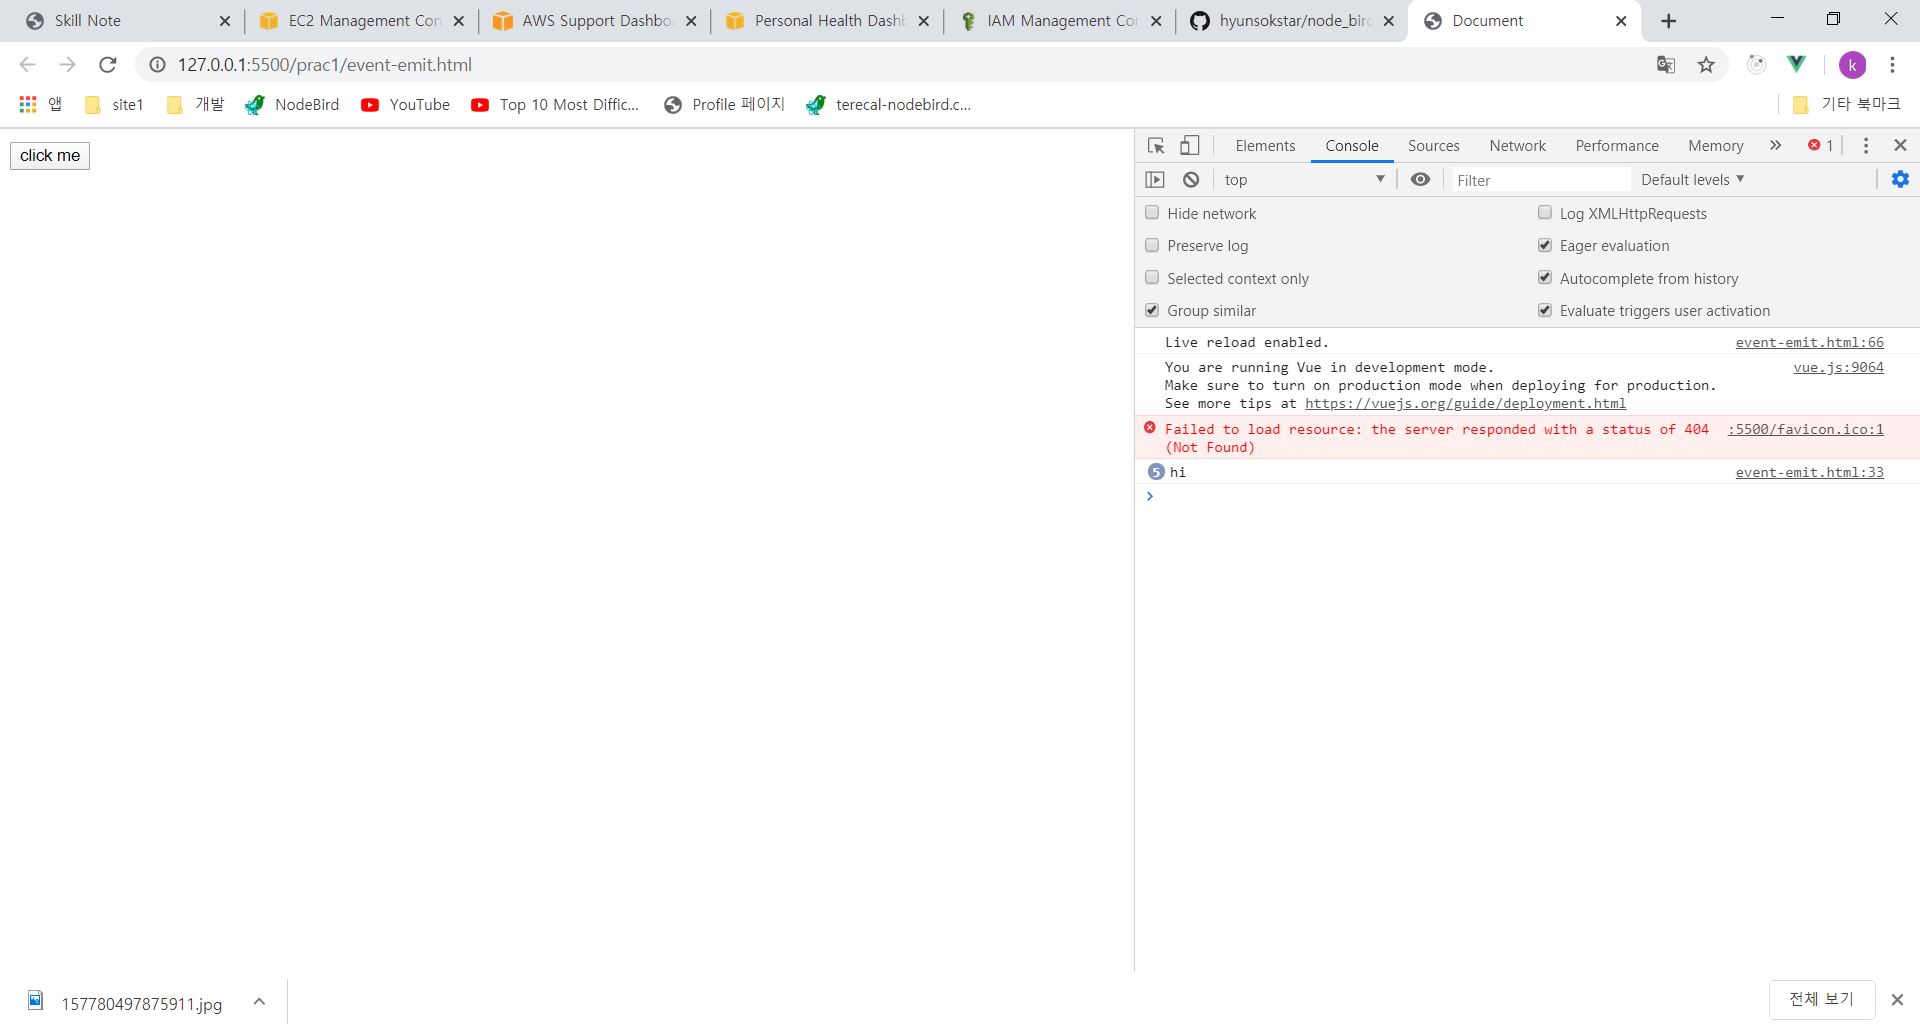 Skill Note
EC2 Management Con
AWS Support Dashboa
Personal Health Dashb
IAM Management Con
hyunsokstar/node_bird
Document
127.0.0.1:5500/prac1/event-emit.html
k
앱
site1
개발
NodeBird
YouTube
Top 10 Most Diffic...
Profile 페이지
terecal-nodebird.c...
기타 북마크
click me
Elements
Console
Sources
Network
Performance
Memory
1
top
Filter
Default levels
Hide network
Log XMLHttpRequests
Preserve log
Eager evaluation
Selected context only
Autocomplete from history
Group similar
Evaluate triggers user activation
Live reload enabled.
event-emit.html:66
You are running Vue in development mode.
vue.js:9064
Make sure to turn on production mode when deploying for production.
See more tips at https://vuejs.org/guide/deployment.html
Failed to load resource: the server responded with a status of 404
:5500/favicon.ico:1
(Not Found)
5 hi
event-emit.html:33
157780497875911.jpg
전체 보기